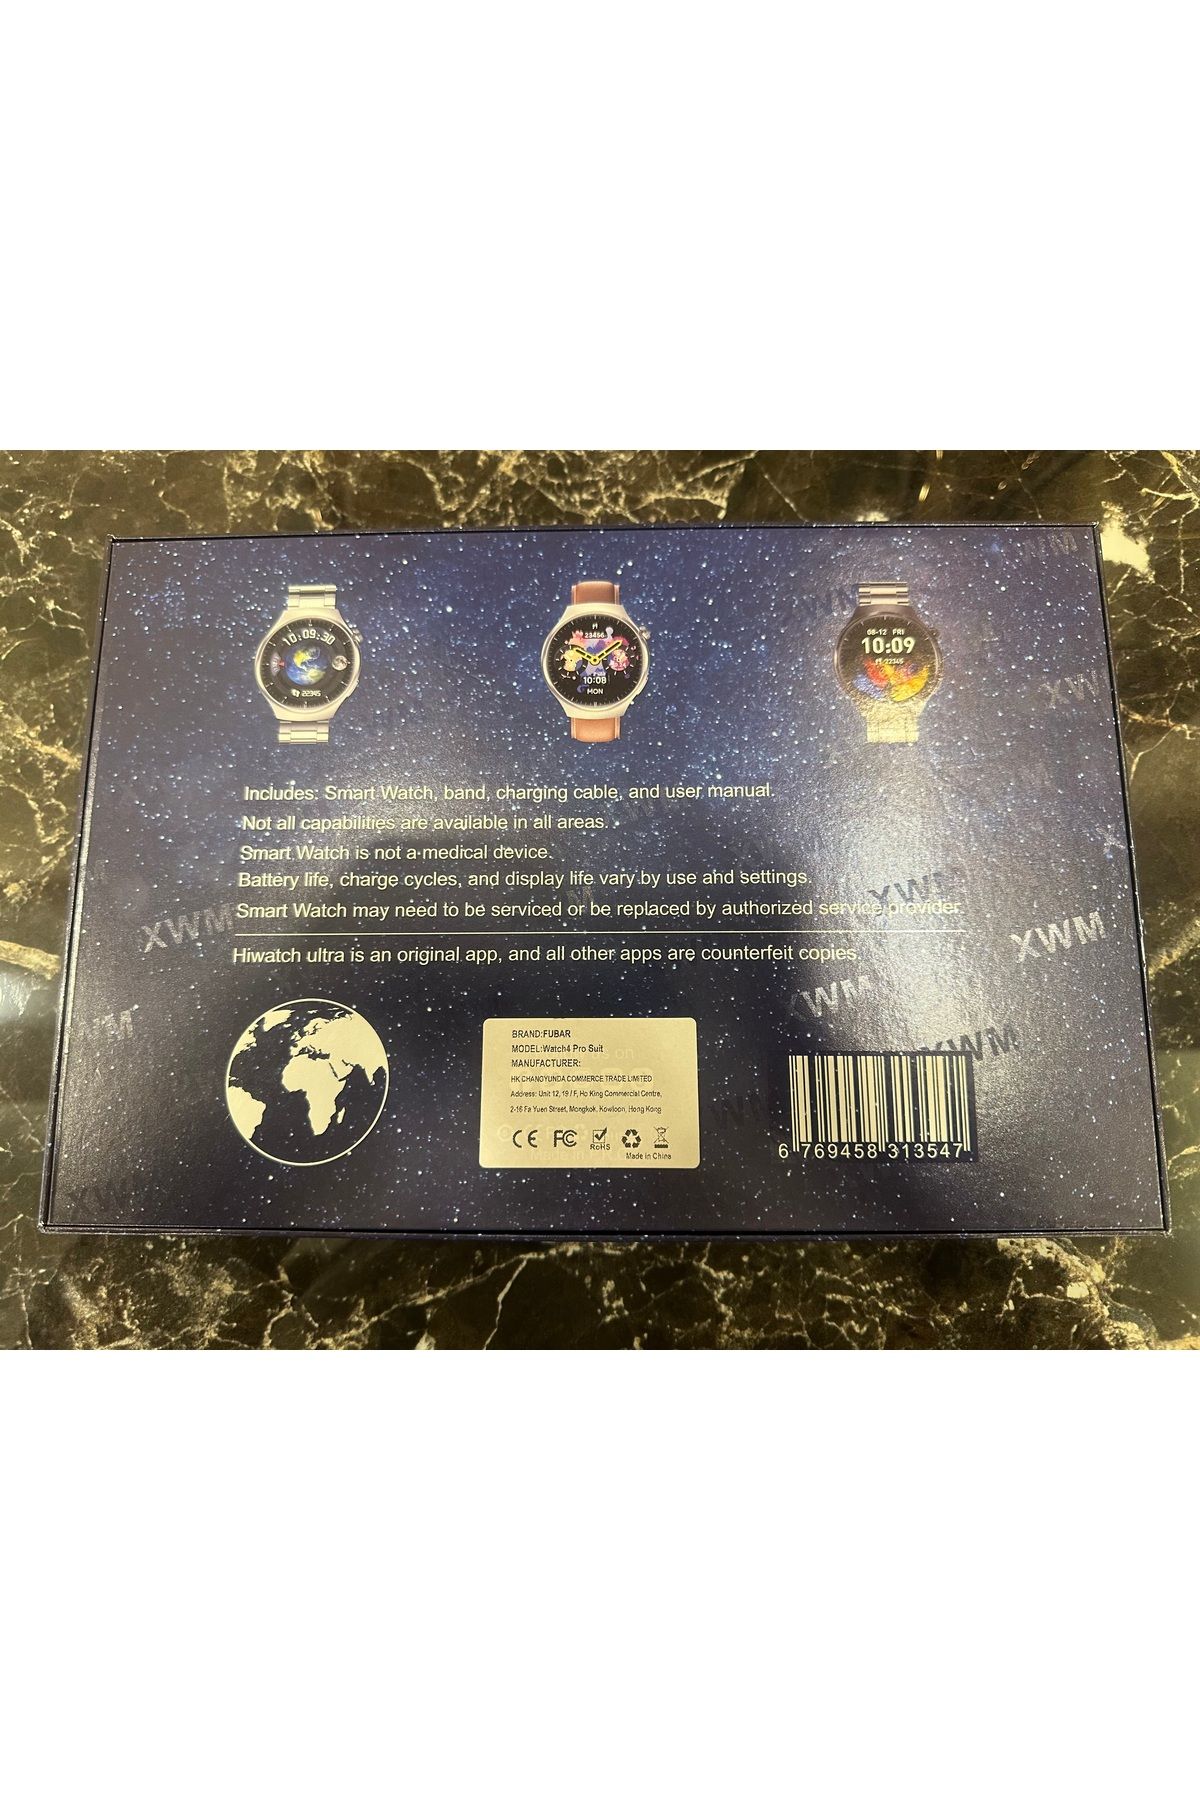 10:09:30
22345
23456
10:08
MON
08-12 FRI
10:09
22345
Includes: Smart Watch, band, charging cable, and user manual.
Not all capabilities are available in all areas.
Smart Watch is not a medical device.
Battery life, charge cycles, and display life vary by use and settings.
Smart Watch may need to be serviced or be replaced by authorized service provider.
Hiwatch ultra is an original app, and all other apps are counterfeit copies.
XWM
XWM
XWM
XWM
XWM
BRAND:FUBAR
MODEL:Watch4 Pro Suit
MANUFACTURER:
HK CHANGYUNDA COMMERCE TRADE LIMITED
Address: Unit 12, 19 / F, Ho King Commercial Centre,
2-16 Fa Yuen Street, Mongkok, Kowloon, Hong Kong
CE FC RoHS
Made in China
6 769458 313547